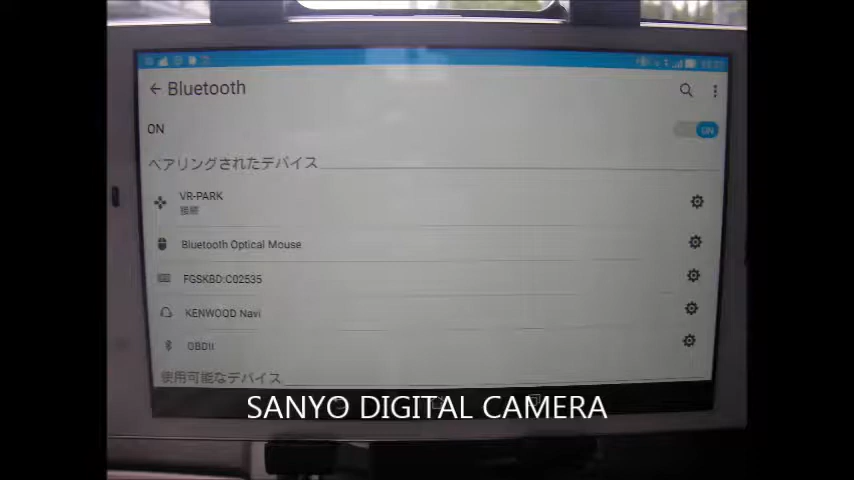 Bluetooth
ON
ON
ペアリングされたデバイス
VR-PARK
接続
Bluetooth Optical Mouse
FGSKBD:C02535
KENWOOD Navi
OBDII
使用可能なデバイス
SANYO DIGITAL CAMERA